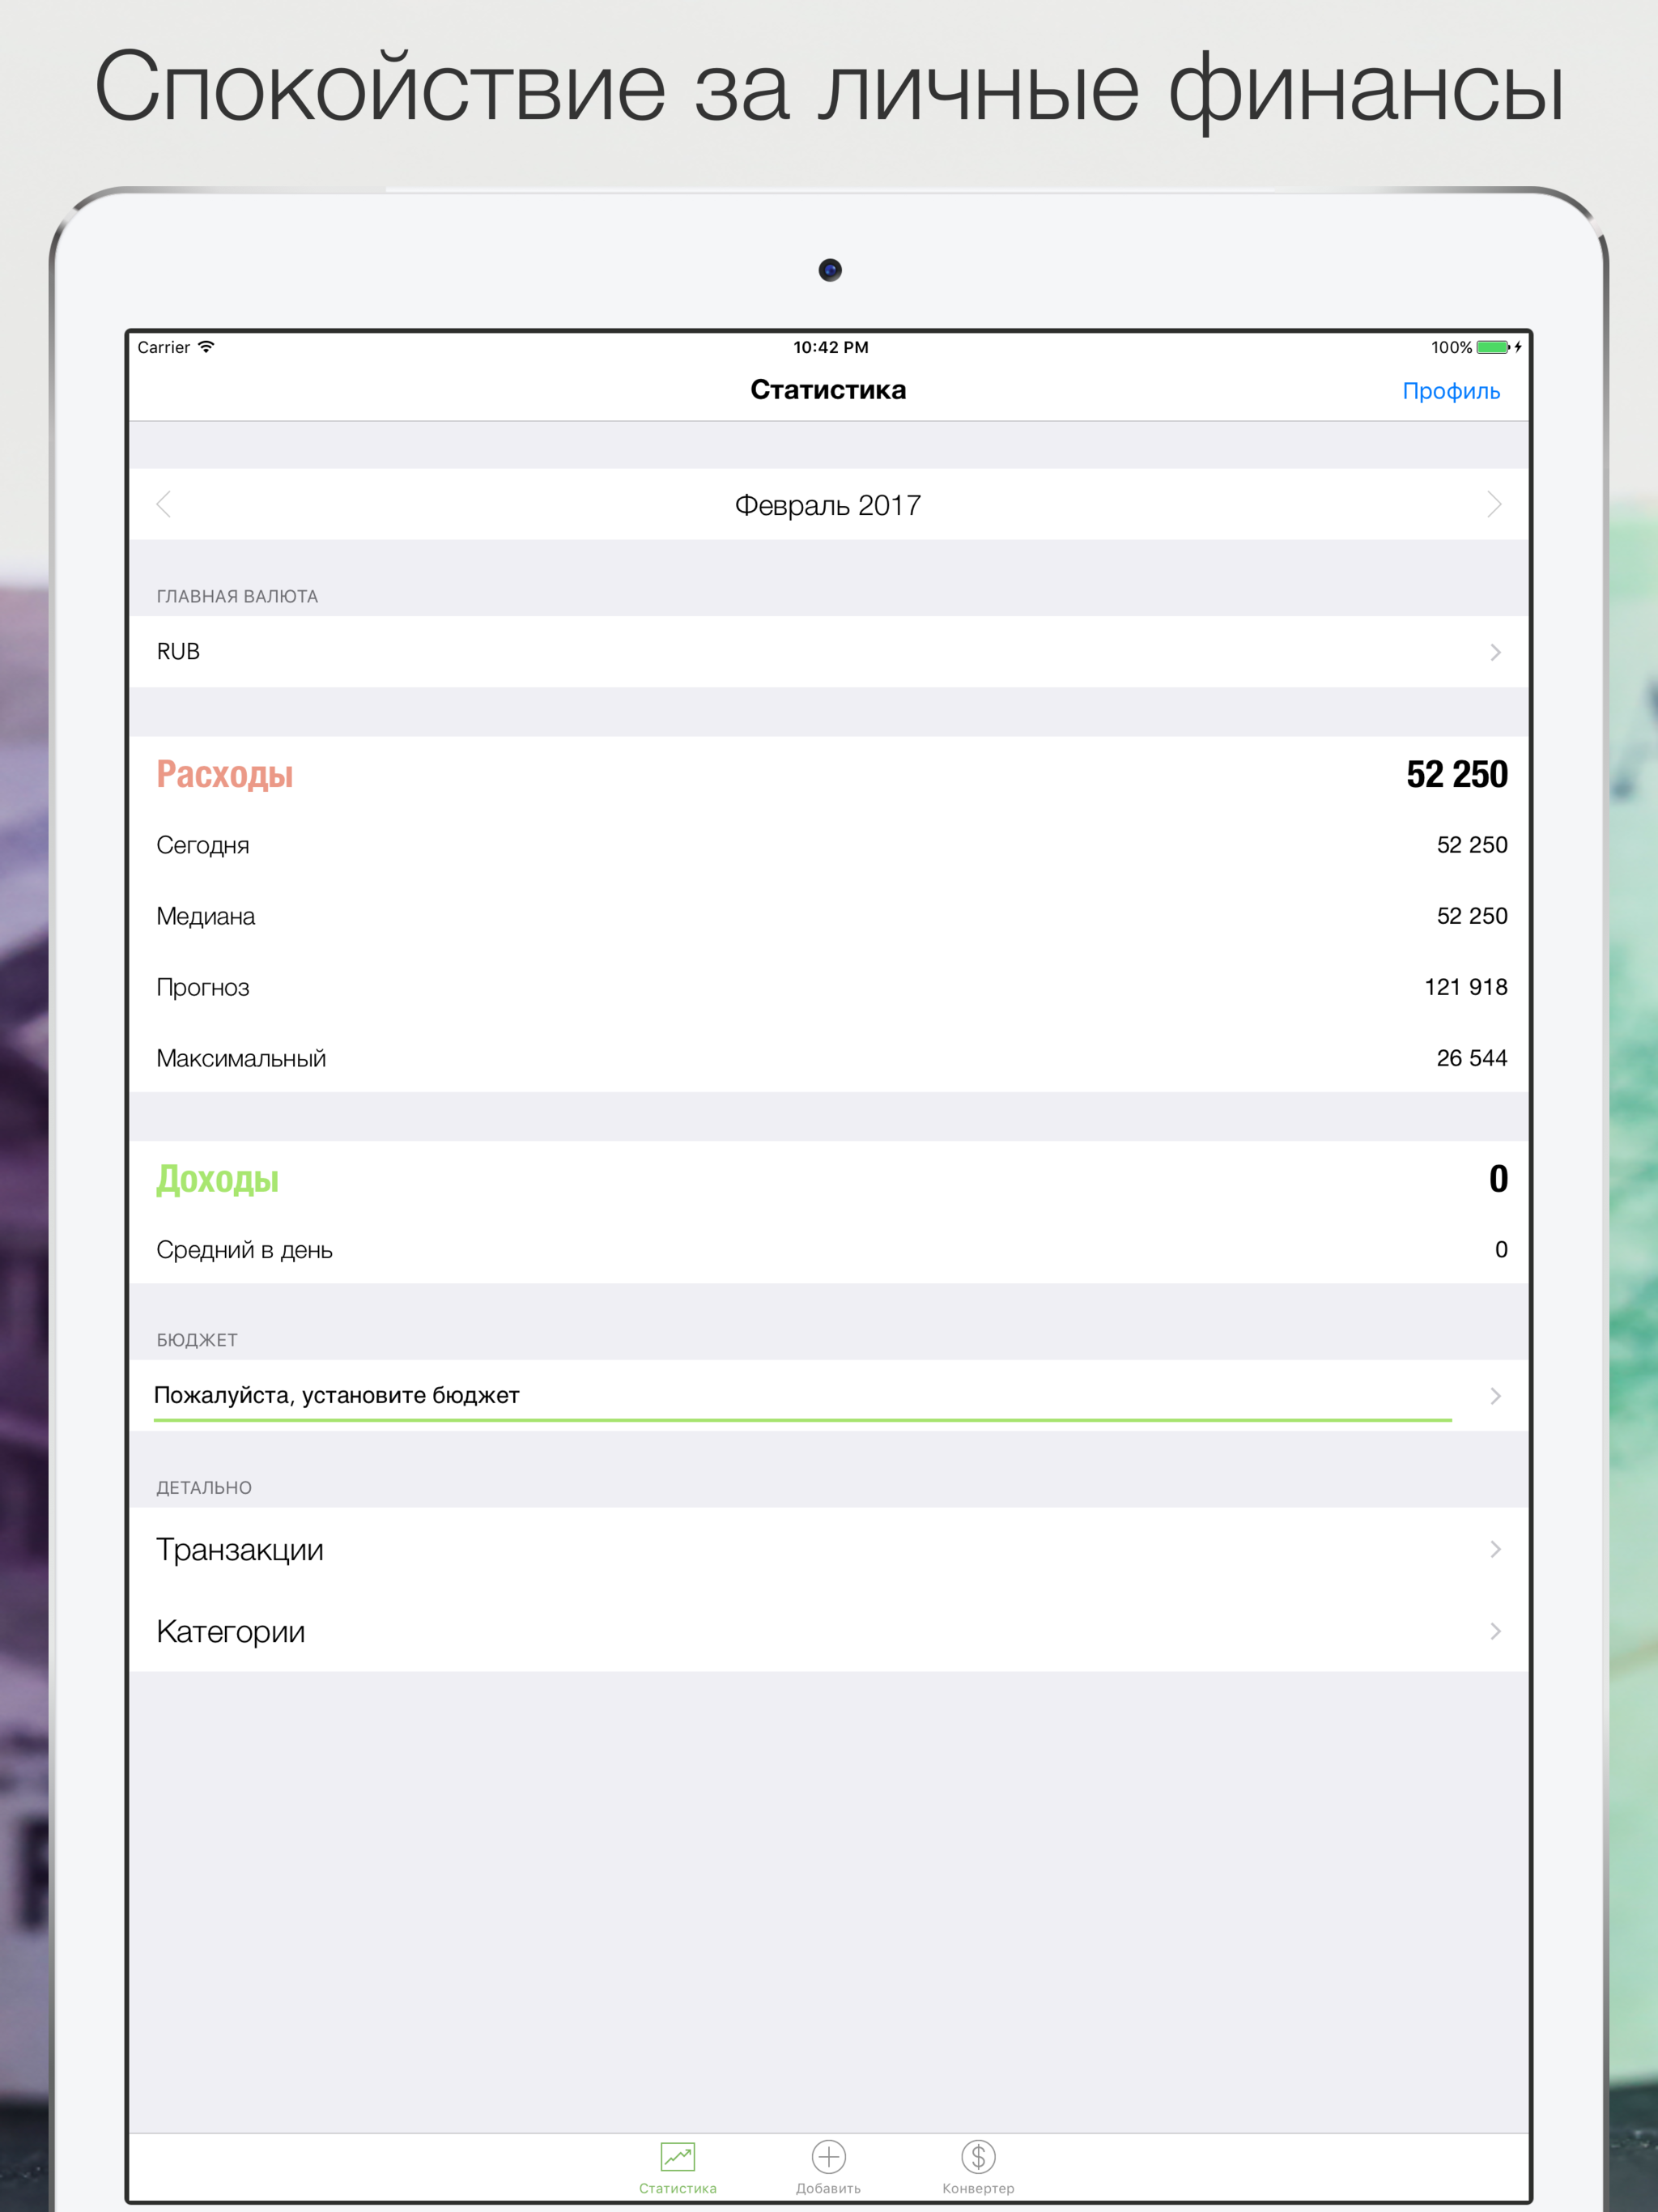 Спокойствие за личные финансы
Carrier 10:42 PM 100%
Статистика Профиль
Февраль 2017
ГЛАВНАЯ ВАЛЮТА
RUB
Расходы 52 250
Сегодня 52 250
Медиана 52 250
Прогноз 121 918
Максимальный 26 544
Доходы 0
Средний в день 0
БЮДЖЕТ
Пожалуйста, установите бюджет
ДЕТАЛЬНО
Транзакции
Категории
Статистика Добавить Конвертер